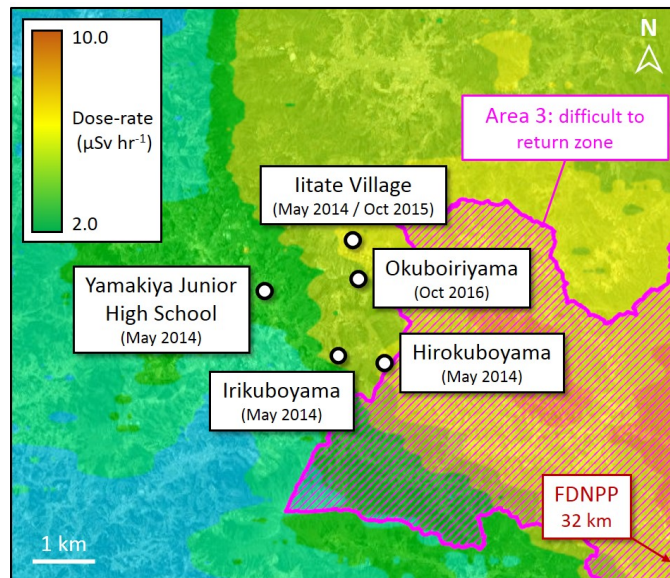 10.0
Dose-rate
(µSv hr⁻¹)
2.0
N
Area 3: difficult to
return zone
Iitate Village
(May 2014 / Oct 2015)
Okuboiriyama
(Oct 2016)
Yamakiya Junior
High School
(May 2014)
Hirokuboyama
(May 2014)
Irikuboyama
(May 2014)
FDNPP
32 km
1 km